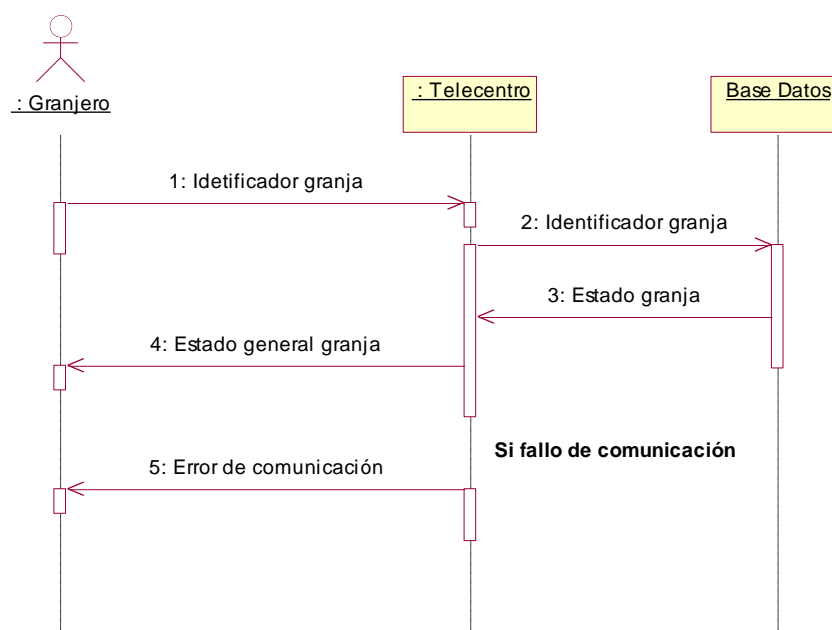 : Granjero
: Telecentro
Base Datos
1: Idetificador granja
2: Identificador granja
3: Estado granja
4: Estado general granja
Si fallo de comunicación
5: Error de comunicación